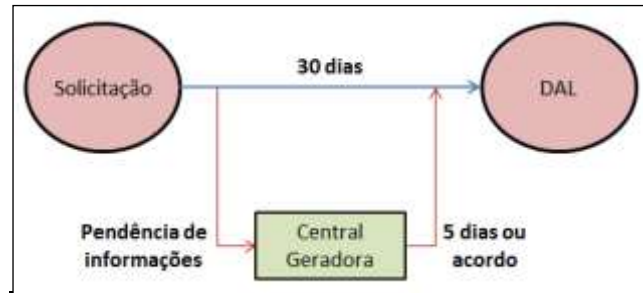 30 dias
Solicitação
DAL
Pendência de
informações
Central
Geradora
5 dias ou
acordo